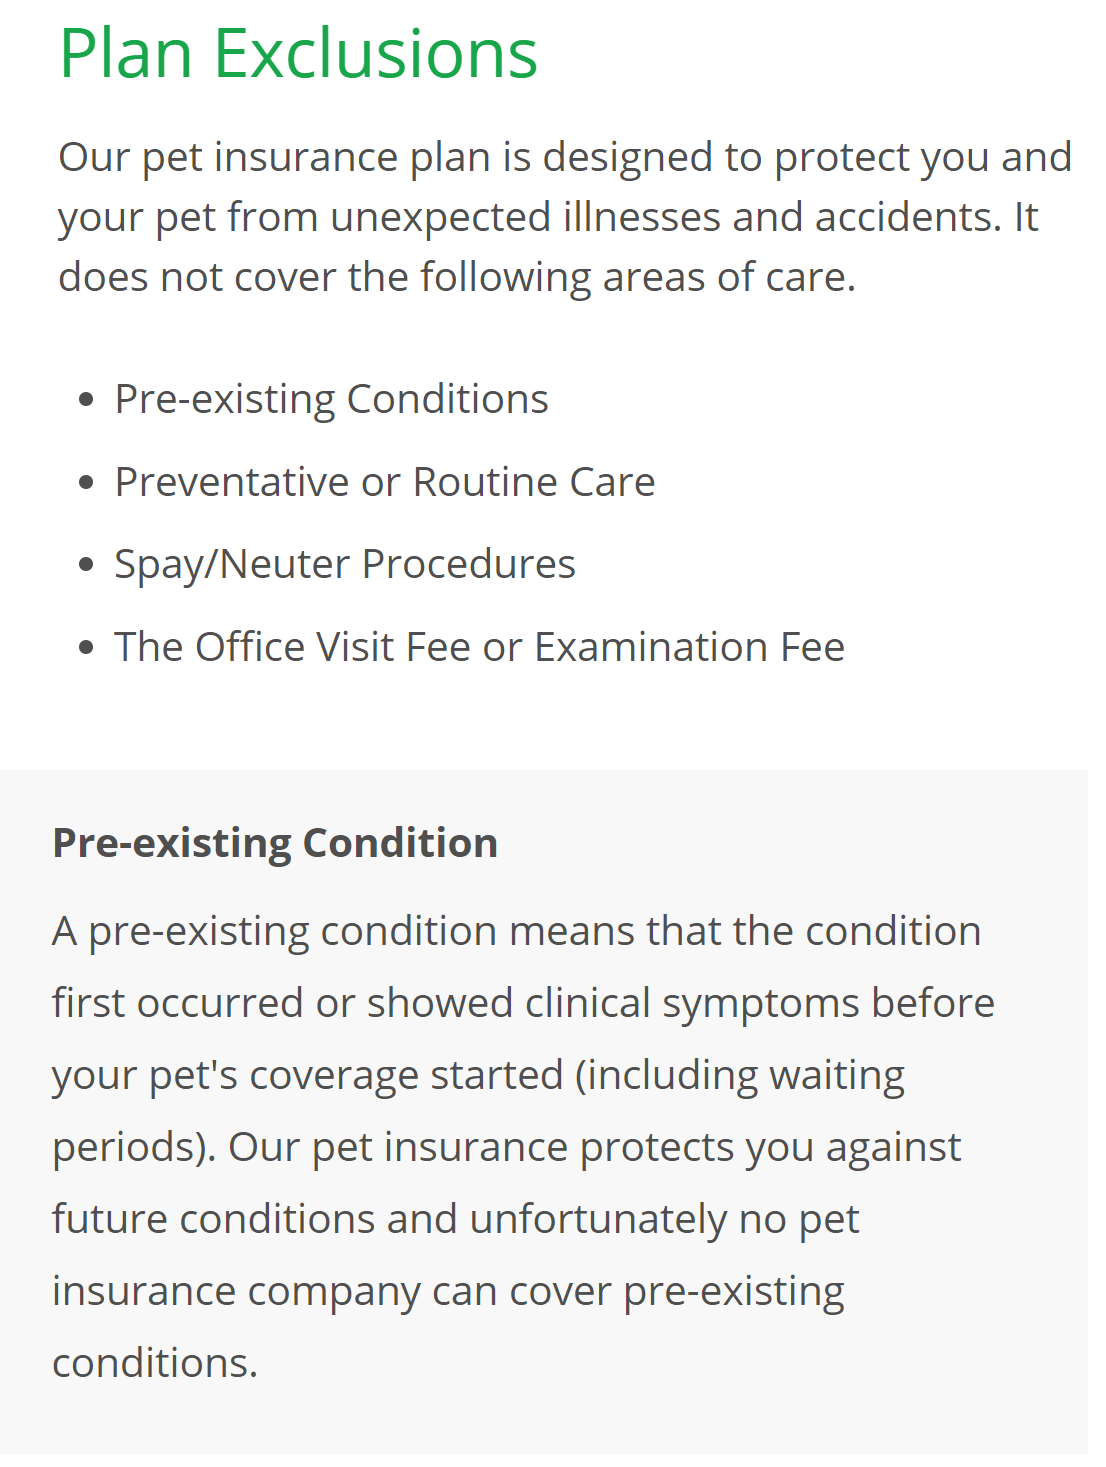 Plan Exclusions
Our pet insurance plan is designed to protect you and
your pet from unexpected illnesses and accidents. It
does not cover the following areas of care.
• Pre-existing Conditions
• Preventative or Routine Care
• Spay/Neuter Procedures
• The Office Visit Fee or Examination Fee
Pre-existing Condition
A pre-existing condition means that the condition
first occurred or showed clinical symptoms before
your pet's coverage started (including waiting
periods). Our pet insurance protects you against
future conditions and unfortunately no pet
insurance company can cover pre-existing
conditions.